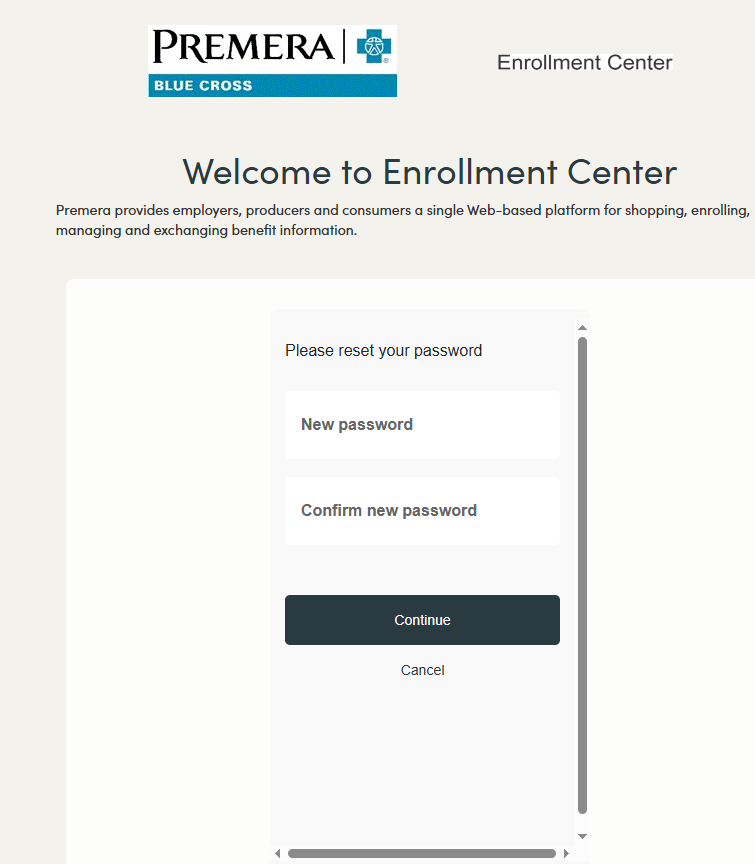 PREMERA
BLUE CROSS
Enrollment Center
Welcome to Enrollment Center
Premera provides employers, producers and consumers a single Web-based platform for shopping, enrolling,
managing and exchanging benefit information.
Please reset your password
New password
Confirm new password
Continue
Cancel